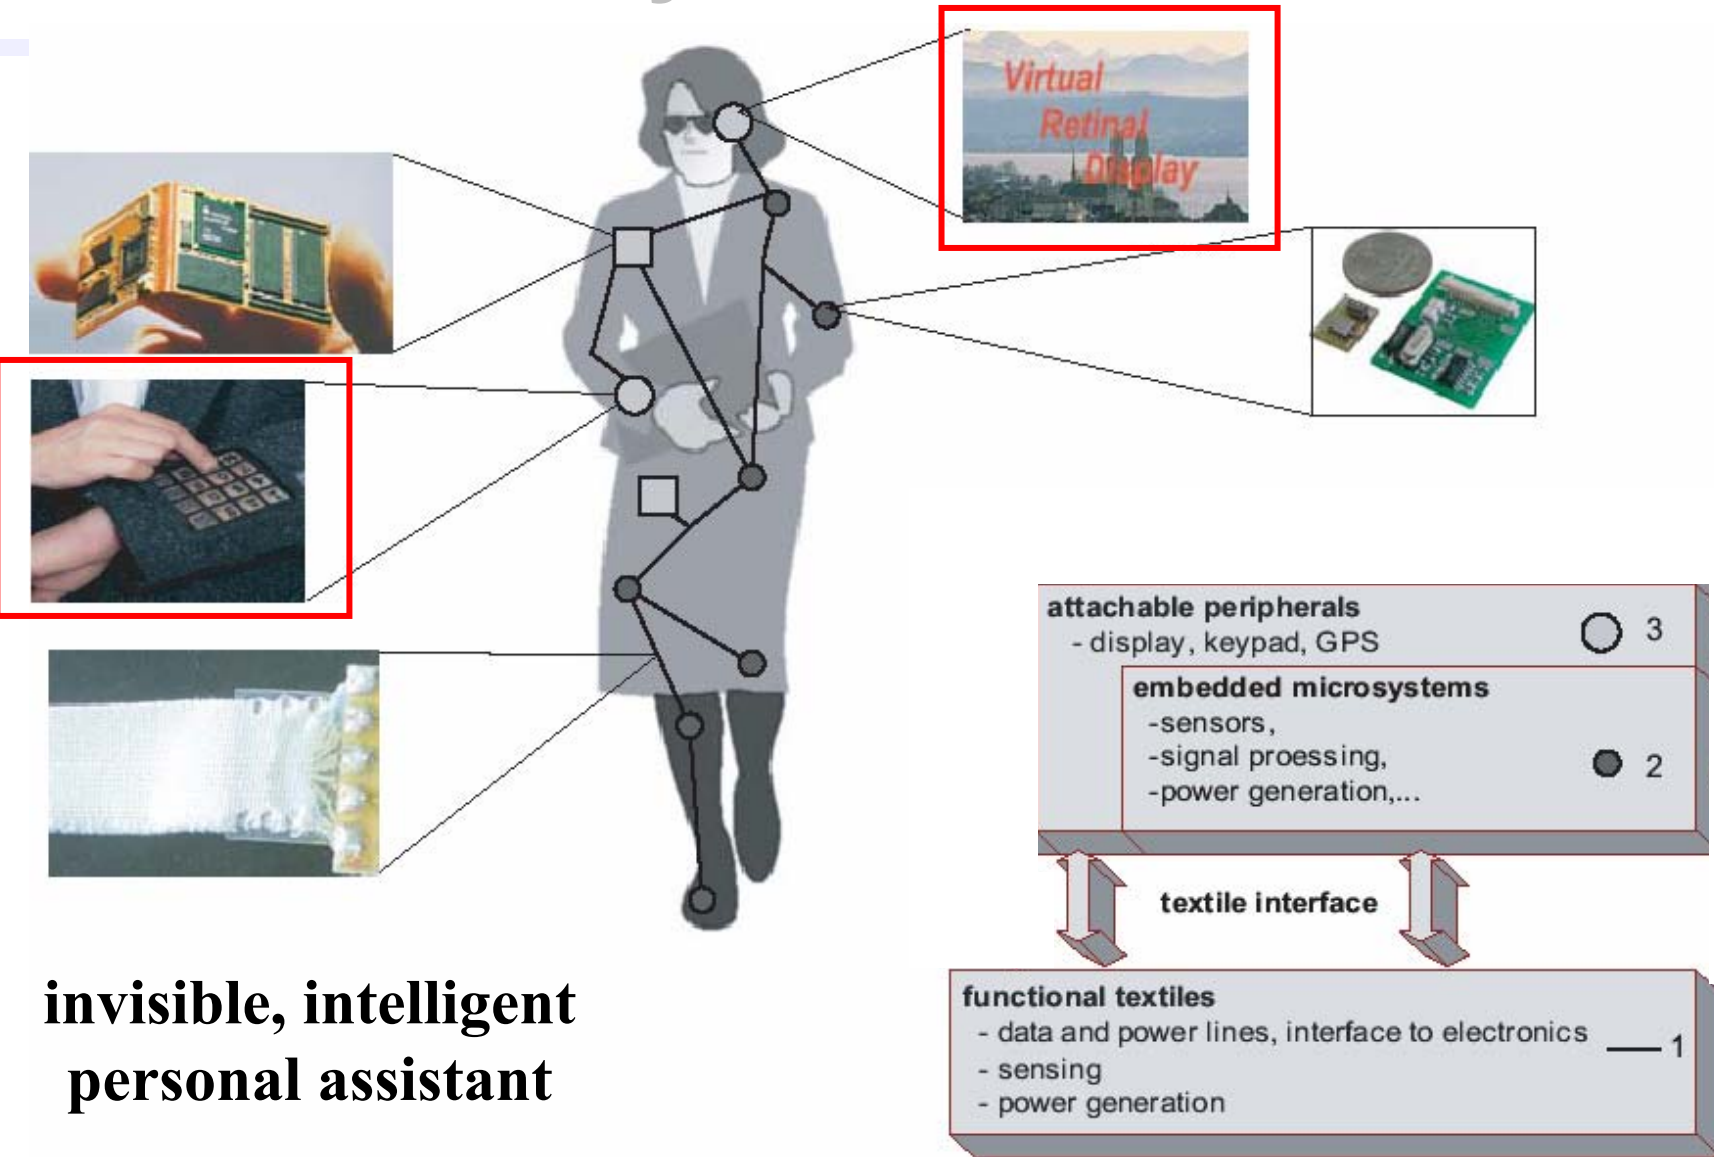 Virtual
Retinal
Display
attachable peripherals
- display, keypad, GPS
3
embedded microsystems
-sensors,
-signal proessing,
-power generation,...
2
textile interface
functional textiles
- data and power lines, interface to electronics
1
- sensing
- power generation
invisible, intelligent
personal assistant